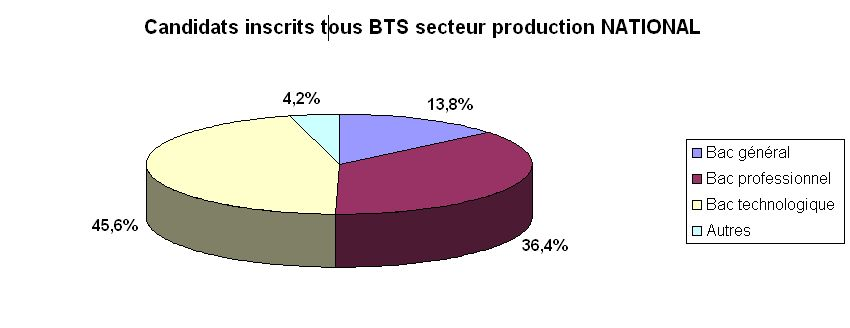 Candidats inscrits tous BTS secteur production NATIONAL
4,2%
13,8%
45,6%
36,4%
Bac général
Bac professionnel
Bac technologique
Autres